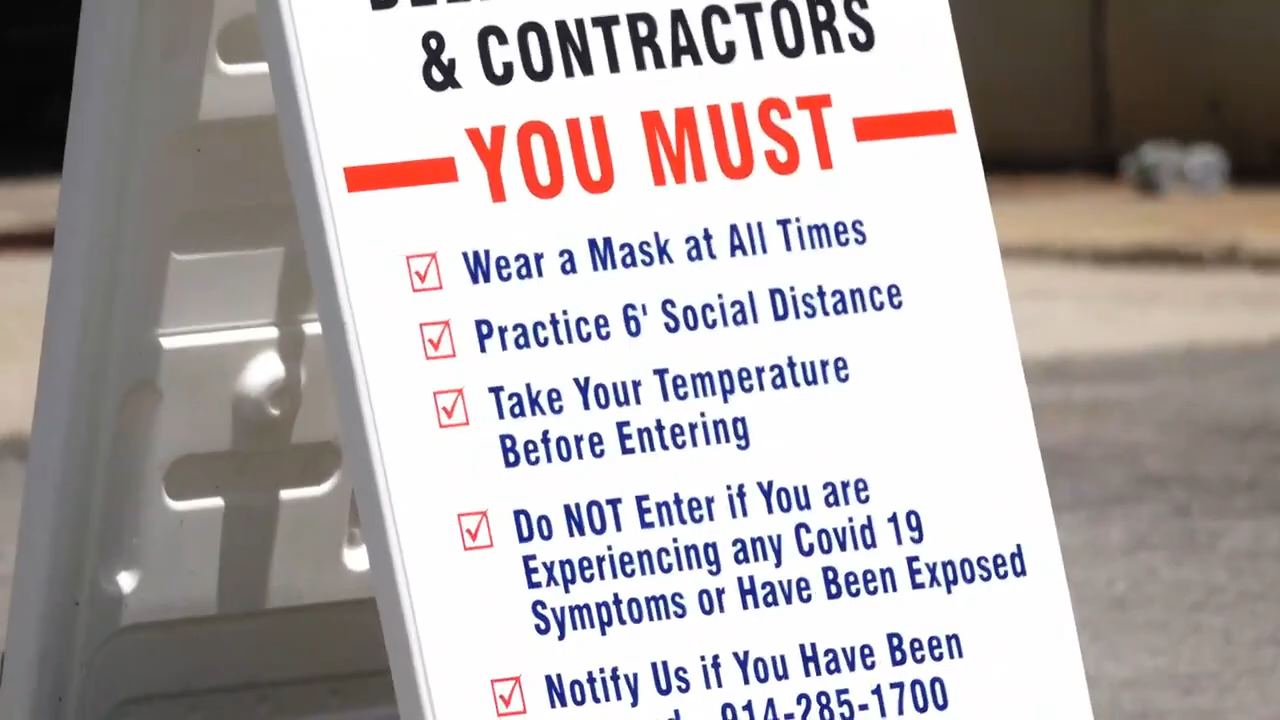 & CONTRACTORS
YOU MUST
Wear a Mask at All Times
Practice 6' Social Distance
Take Your Temperature
Before Entering
Do NOT Enter if You are
Experiencing any Covid 19
Symptoms or Have Been Exposed
Notify Us if You Have Been
914-285-1700